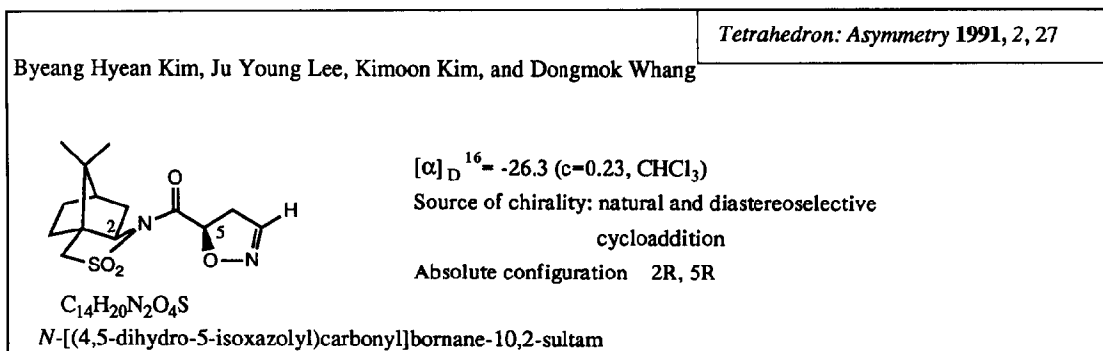 Tetrahedron: Asymmetry 1991, 2, 27
Byeang Hyean Kim, Ju Young Lee, Kimoon Kim, and Dongmok Whang
O
H
2
N
5
SO₂
O
N
[α]D¹⁶= -26.3 (c=0.23, CHCl₃)
Source of chirality: natural and diastereoselective
cycloaddition
Absolute configuration 2R, 5R
C₁₄H₂₀N₂O₄S
N-[(4,5-dihydro-5-isoxazolyl)carbonyl]bornane-10,2-sultam